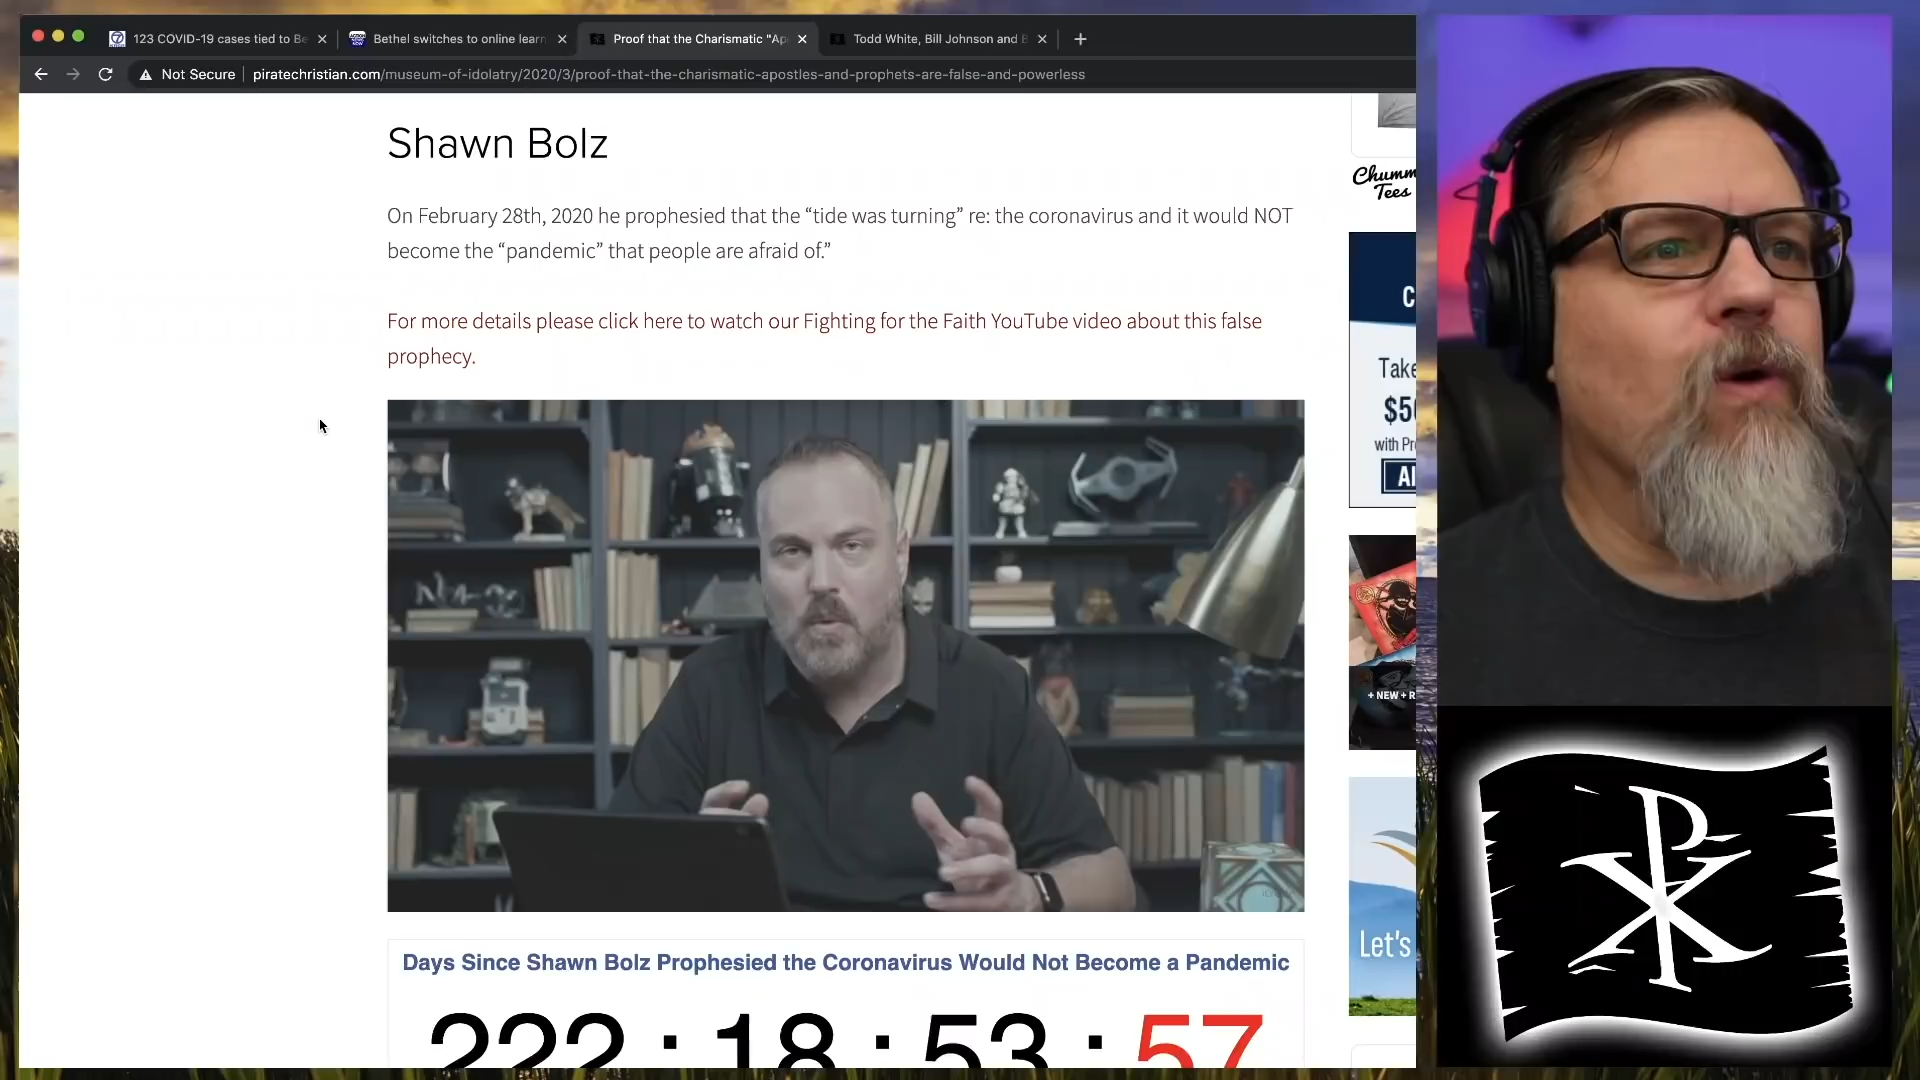 123 COVID-19 cases tied to Be
Bethel switches to online learn
Proof that the Charismatic "Ap
Todd White, Bill Johnson and B
Not Secure
piratechristian.com/museum-of-idolatry/2020/3/proof-that-the-charismatic-apostles-and-prophets-are-false-and-powerless
Shawn Bolz
Chumm
Tees
On February 28th, 2020 he prophesied that the “tide was turning” re: the coronavirus and it would NOT
become the “pandemic” that people are afraid of.”
For more details please click here to watch our Fighting for the Faith YouTube video about this false
prophecy.
C
Take
$50
with Pr
+ NEW + R
Let's
Days Since Shawn Bolz Prophesied the Coronavirus Would Not Become a Pandemic
222 : 18 : 53 : 57